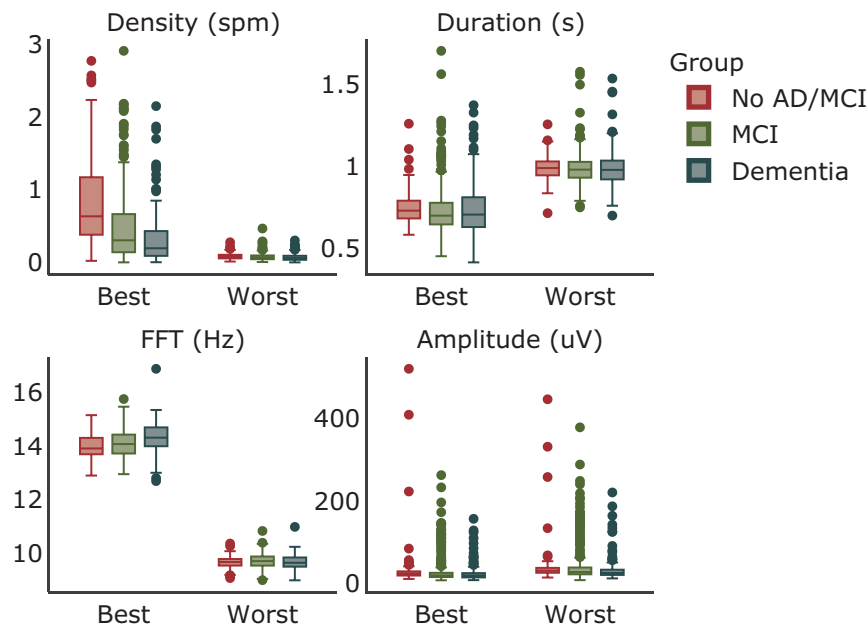 Density (spm)
3
2
1
0
Best Worst
Duration (s)
1.5
1
0.5
Best Worst
Group
No AD/MCI
MCI
Dementia
FFT (Hz)
16
14
12
10
Best Worst
Amplitude (uV)
400
200
0
Best Worst